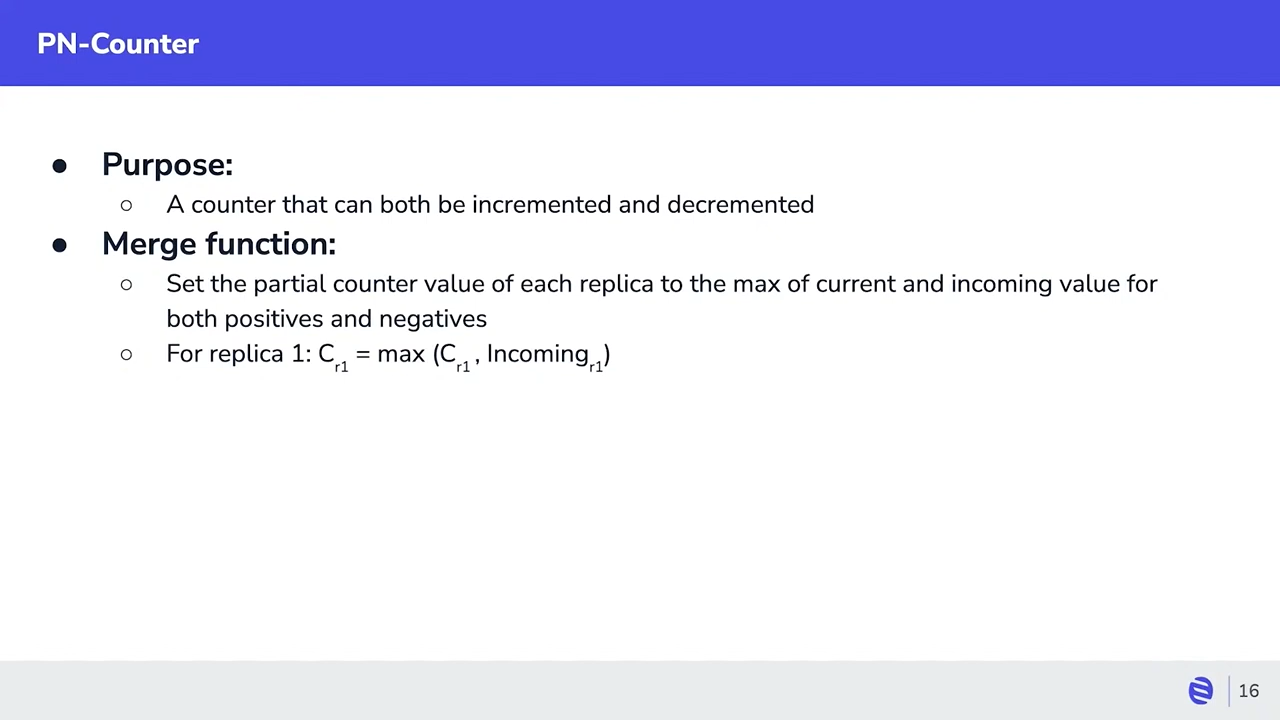 PN-Counter
● Purpose:
○ A counter that can both be incremented and decremented
● Merge function:
○ Set the partial counter value of each replica to the max of current and incoming value for
both positives and negatives
○ For replica 1: Cr1 = max (Cr1 , Incomingr1)
16